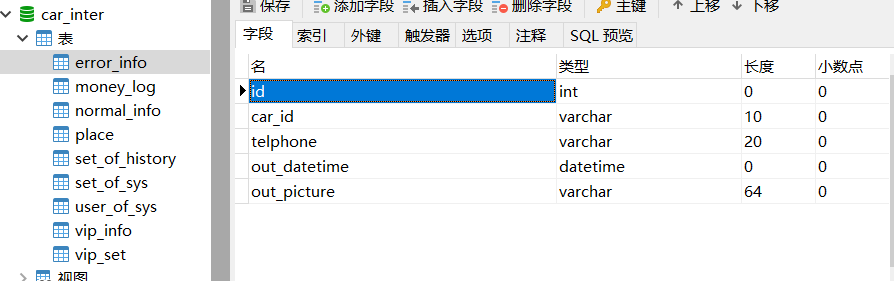 car_inter
表
error_info
money_log
normal_info
place
set_of_history
set_of_sys
user_of_sys
vip_info
vip_set
视图
保存 添加字段 插入字段 删除字段 主键 上移 下移
字段 索引 外键 触发器 选项 注释 SQL 预览
名 类型 长度 小数点
id int 0 0
car_id varchar 10 0
telphone varchar 20 0
out_datetime datetime 0 0
out_picture varchar 64 0